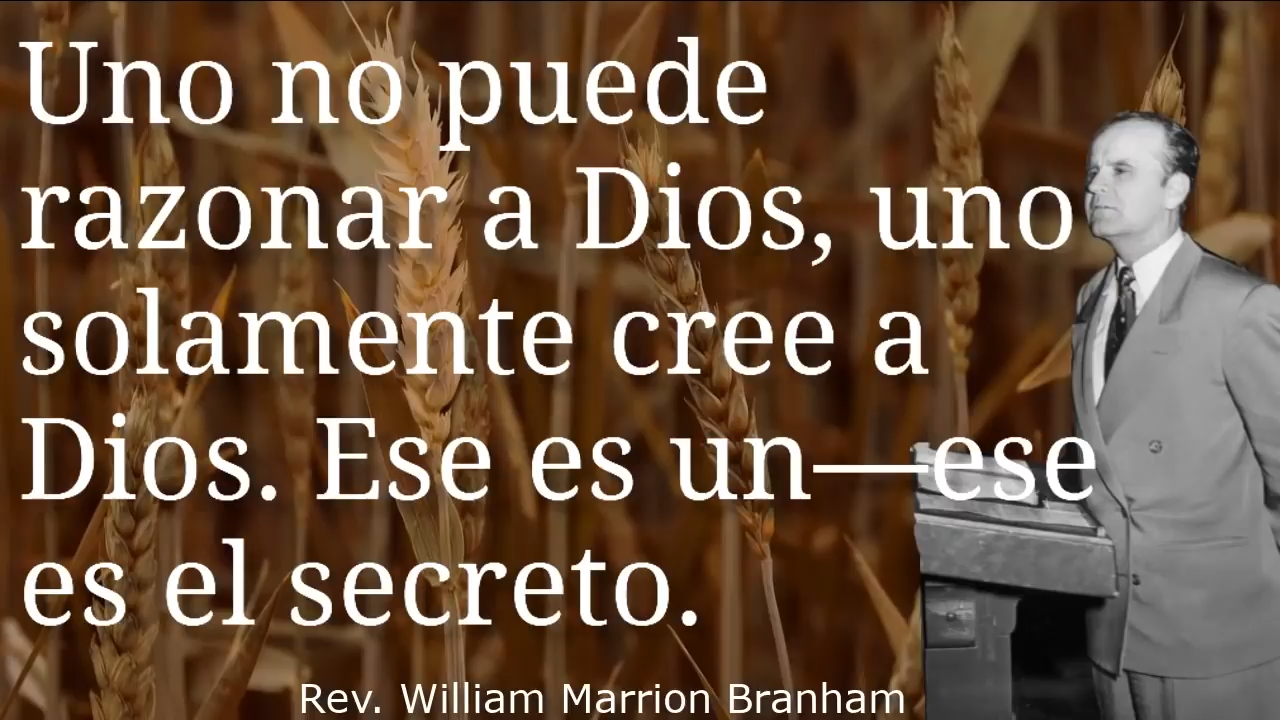 Uno no puede
razonar a Dios, uno
solamente cree a
Dios. Ese es un—ese
es el secreto.
Rev. William Marrion Branham